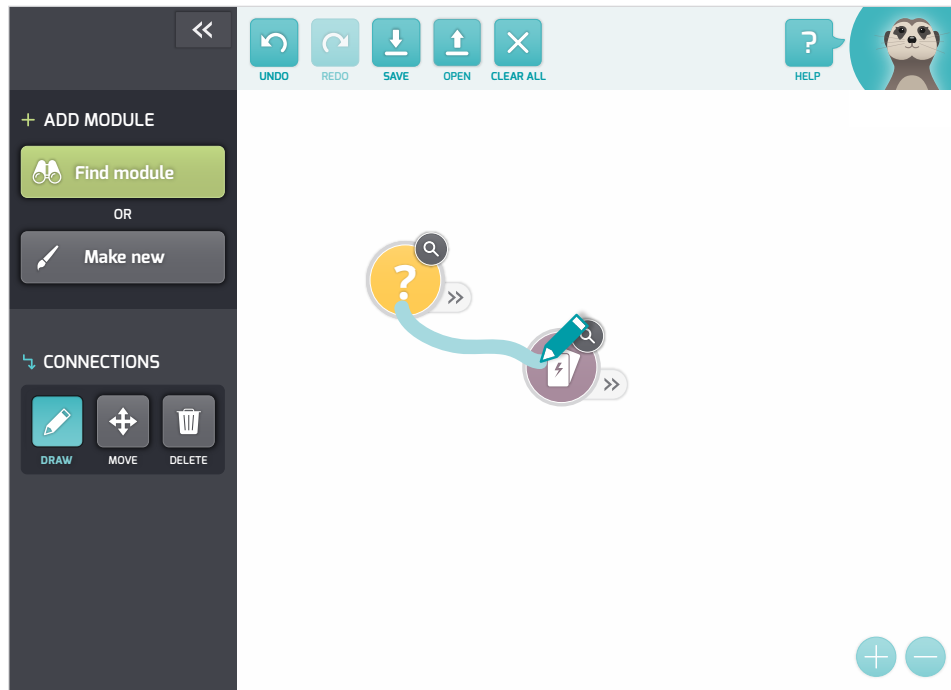 UNDO
REDO
SAVE
OPEN
CLEAR ALL
?
HELP
+ ADD MODULE
Find module
OR
Make new
?
CONNECTIONS
DRAW
MOVE
DELETE